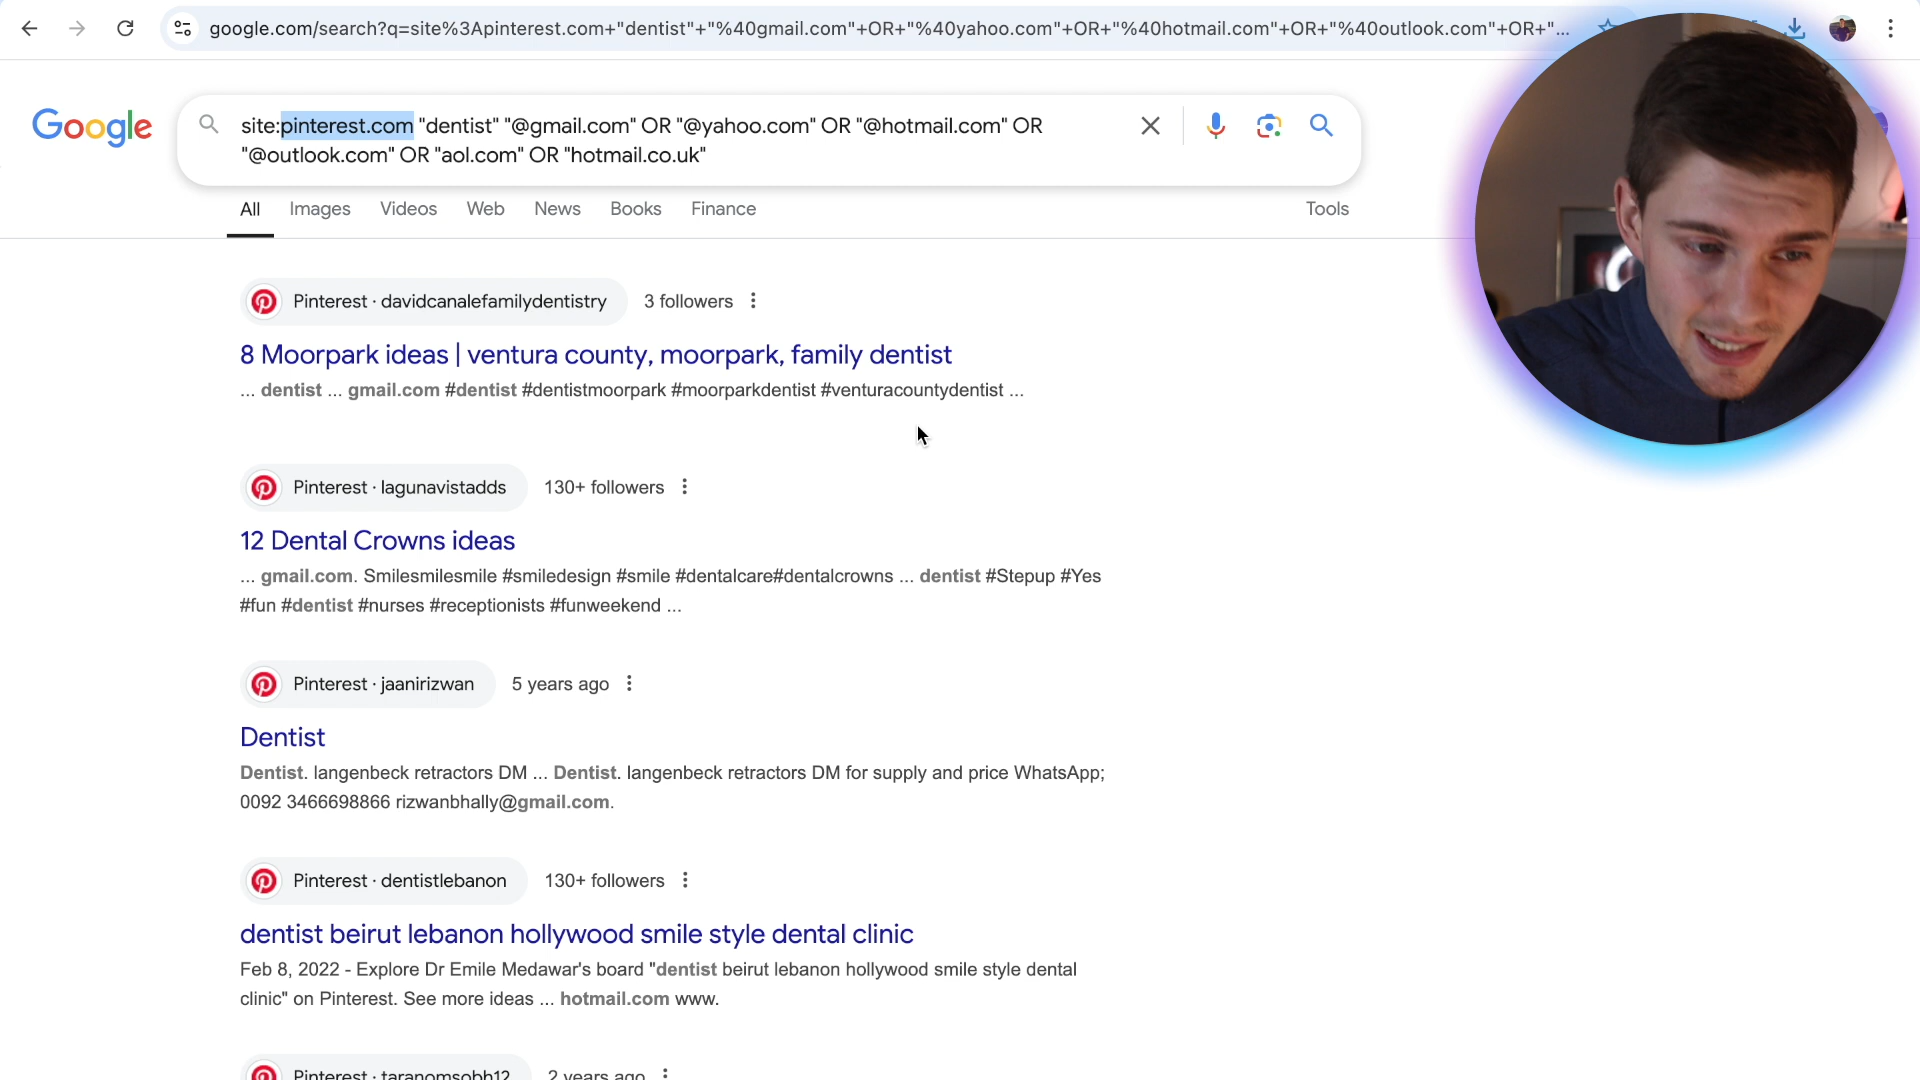 google.com/search?q=site%3Apinterest.com+"dentist"+"%40gmail.com"+OR+"%40yahoo.com"+OR+"%40hotmail.com"+OR+"%40outlook.com"+OR+"...
Google
site:pinterest.com "dentist" "@gmail.com" OR "@yahoo.com" OR "@hotmail.com" OR
"@outlook.com" OR "aol.com" OR "hotmail.co.uk"
All Images Videos Web News Books Finance Tools
Pinterest · davidcanalefamilydentistry 3 followers
8 Moorpark ideas | ventura county, moorpark, family dentist
... dentist ... gmail.com #dentist #dentistmoorpark #moorparkdentist #venturacountydentist ...
Pinterest · lagunavistadds 130+ followers
12 Dental Crowns ideas
... gmail.com. Smilesmilesmile #smiledesign #smile #dentalcare#dentalcrowns ... dentist #Stepup #Yes
#fun #dentist #nurses #receptionists #funweekend ...
Pinterest · jaanirizwan 5 years ago
Dentist
Dentist. langenbeck retractors DM ... Dentist. langenbeck retractors DM for supply and price WhatsApp;
0092 3466698866 rizwanbhally@gmail.com.
Pinterest · dentistlebanon 130+ followers
dentist beirut lebanon hollywood smile style dental clinic
Feb 8, 2022 - Explore Dr Emile Medawar's board "dentist beirut lebanon hollywood smile style dental
clinic" on Pinterest. See more ideas ... hotmail.com www.
Pinterest · taranomsobh12 2 years ago